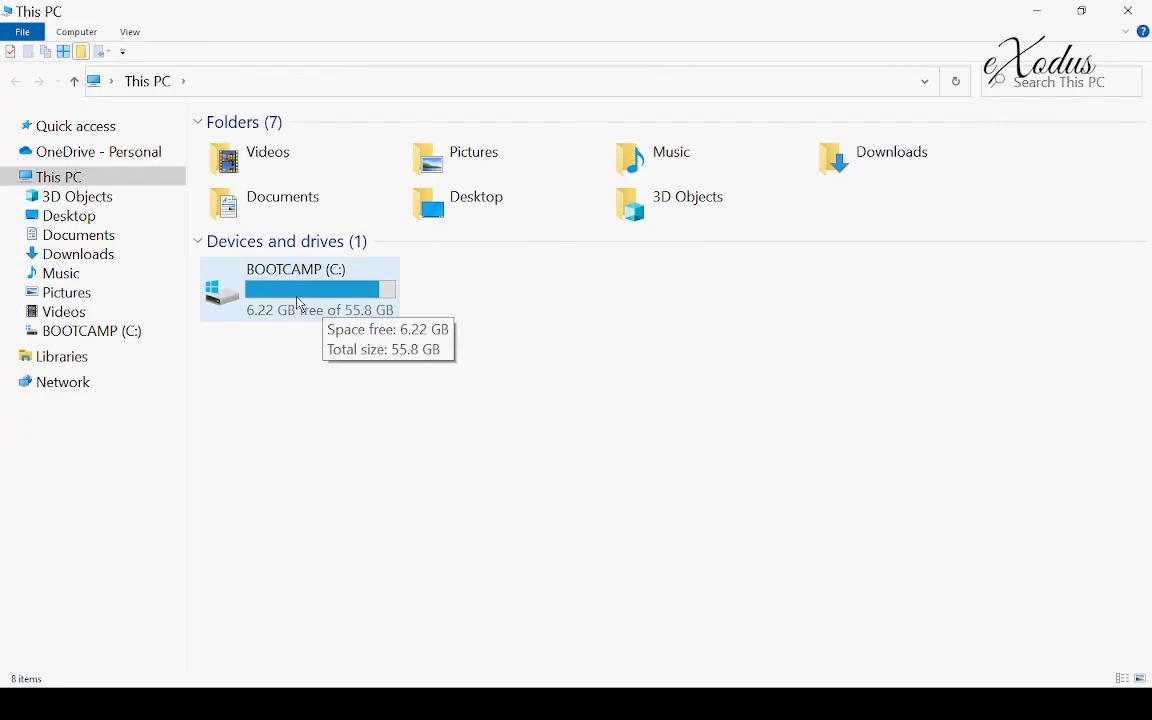 This PC
File
Computer
View
This PC
eXodus
Search This PC
Quick access
OneDrive - Personal
This PC
3D Objects
Desktop
Documents
Downloads
Music
Pictures
Videos
BOOTCAMP (C:)
Libraries
Network
Folders (7)
Videos
Pictures
Music
Downloads
Documents
Desktop
3D Objects
Devices and drives (1)
BOOTCAMP (C:)
6.22 GB free of 55.8 GB
Space free: 6.22 GB
Total size: 55.8 GB
8 items